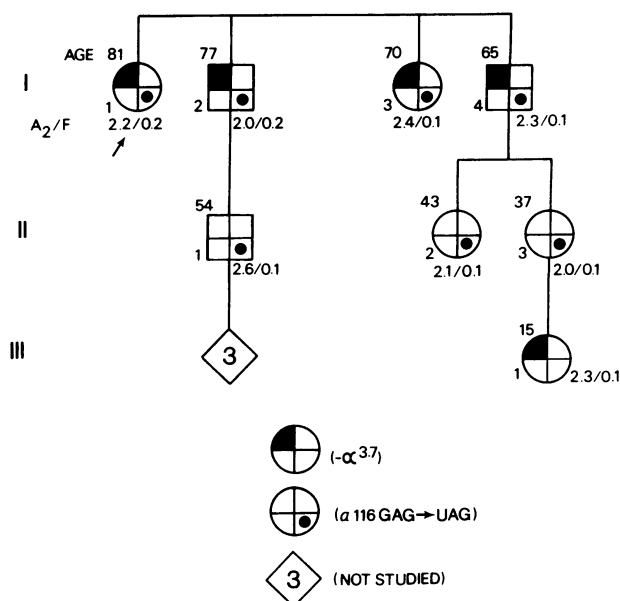 AGE 81 77 70 65
I
1 2 3 4
A2/F 2.2/0.2 2.0/0.2 2.4/0.1 2.3/0.1
54 43 37
II
1 2 3
2.6/0.1 2.1/0.1 2.0/0.1
15
III
3 1 2.3/0.1
(-α3.7)
(α 116 GAG→UAG)
3 (NOT STUDIED)